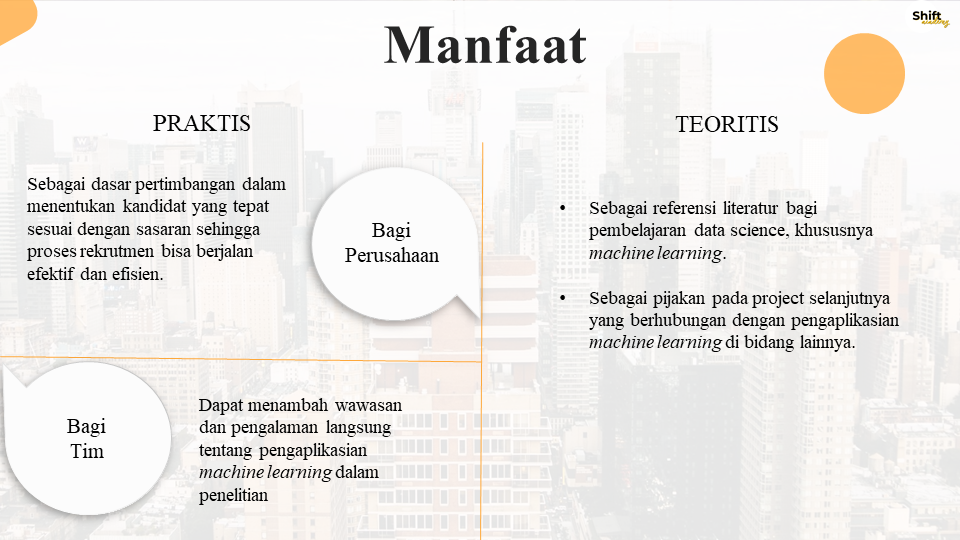 Shift
academy
Manfaat
PRAKTIS
Sebagai dasar pertimbangan dalam
menentukan kandidat yang tepat
sesuai dengan sasaran sehingga
proses rekrutmen bisa berjalan
efektif dan efisien.
Bagi
Perusahaan
Bagi
Tim
Dapat menambah wawasan
dan pengalaman langsung
tentang pengaplikasian
machine learning dalam
penelitian
TEORITIS
• Sebagai referensi literatur bagi
pembelajaran data science, khususnya
machine learning.
• Sebagai pijakan pada project selanjutnya
yang berhubungan dengan pengaplikasian
machine learning di bidang lainnya.